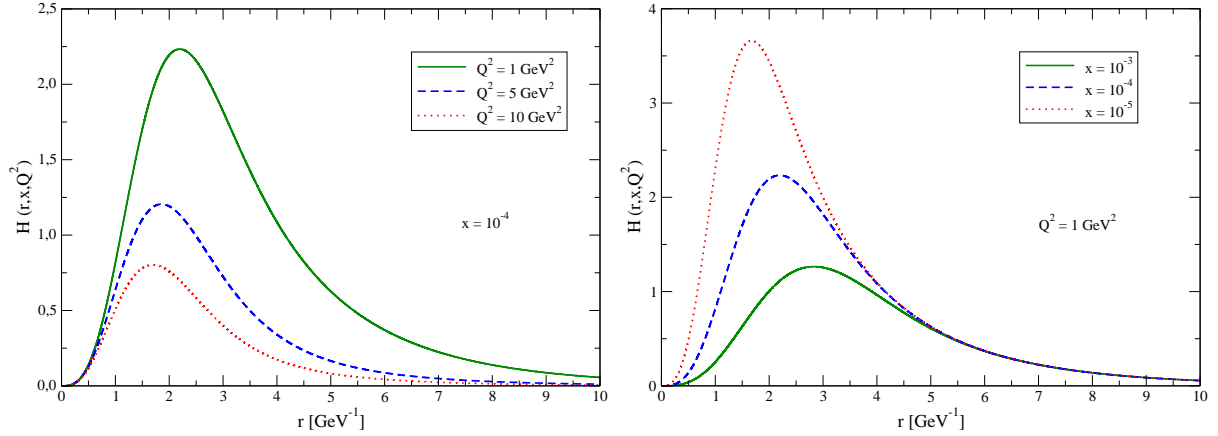 2,5
2,0
1,5
1,0
0,5
0,0
0 1 2 3 4 5 6 7 8 9 10
r [GeV⁻¹]
H (r,x,Q²)
Q² = 1 GeV²
Q² = 5 GeV²
Q² = 10 GeV²
x = 10⁻⁴
4
3
2
1
0
0 1 2 3 4 5 6 7 8 9 10
r [GeV⁻¹]
H (r,x,Q²)
x = 10⁻³
x = 10⁻⁴
x = 10⁻⁵
Q² = 1 GeV²